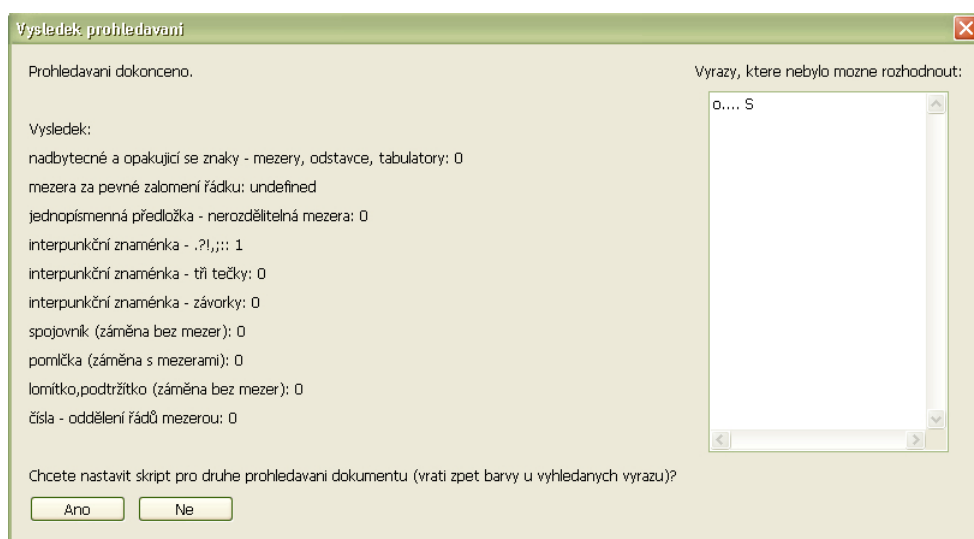 Vysledek prohledavani
Prohledavani dokonceno.
Vyrazy, ktere nebylo mozne rozhodnout:
o.... S
Vysledek:
nadbytecné a opakujicí se znaky - mezery, odstavce, tabulatory: 0
mezera za pevné zalomení řádku: undefined
jednopísmenná předložka - nerozdělitelná mezera: 0
interpunkční znaménka - .?!,;:: 1
interpunkční znaménka - tři tečky: 0
interpunkční znaménka - závorky: 0
spojovník (záměna bez mezer): 0
pomlčka (záměna s mezerami): 0
lomítko,podtržítko (záměna bez mezer): 0
čísla - oddělení řádů mezerou: 0
Chcete nastavit skript pro druhe prohledavani dokumentu (vrati zpet barvy u vyhledanych vyrazu)?
Ano
Ne